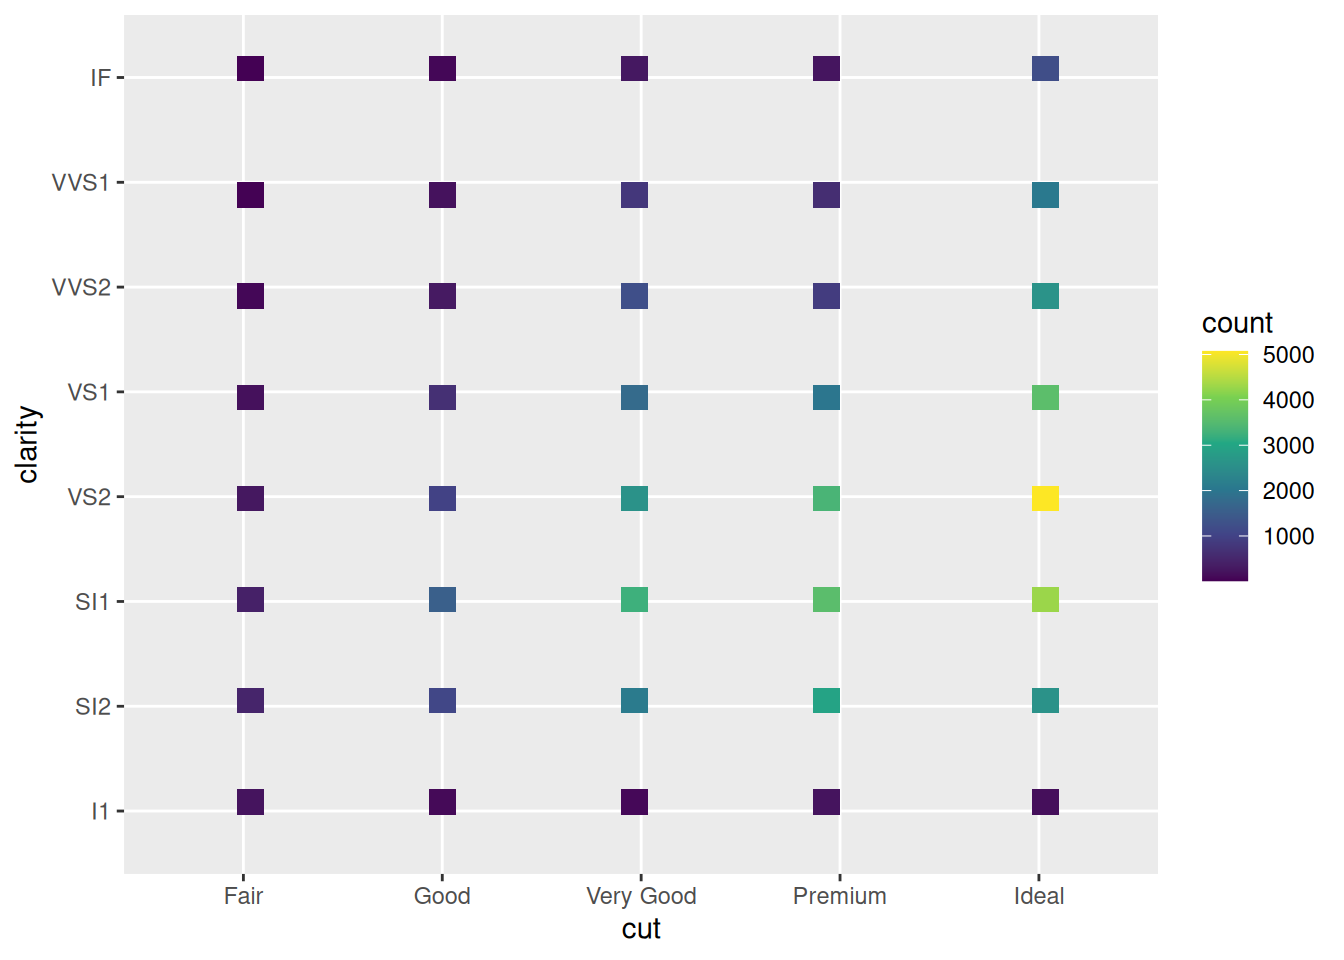 IF
VVS1
VVS2
VS1
VS2
SI1
SI2
I1
clarity
Fair Good Very Good Premium Ideal
cut
count
5000
4000
3000
2000
1000